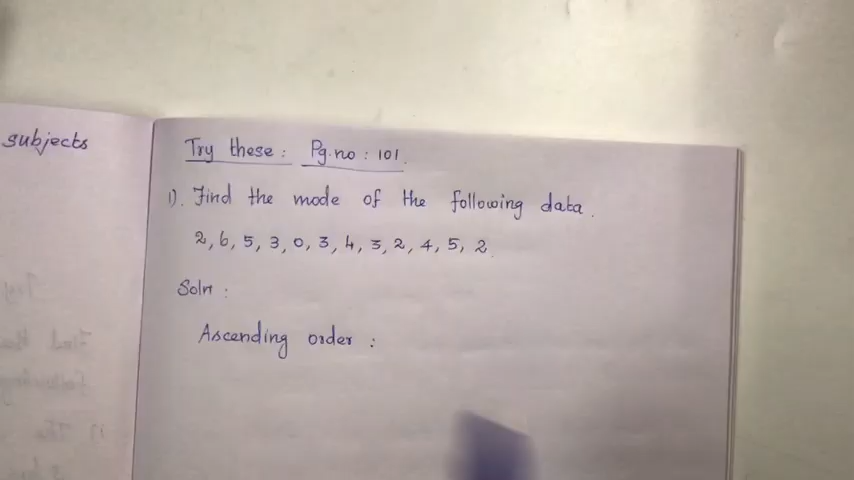 subjects
Try these : Pg.no : 101.
1). Find the mode of the following data.
2, 6, 5, 3, 0, 3, 4, 3, 2, 4, 5, 2.
Soln :
Ascending order :